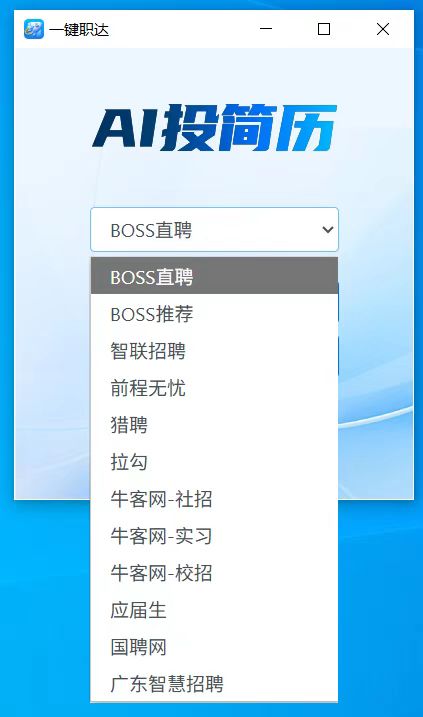 一键职达
AI投简历
BOSS直聘
BOSS直聘
BOSS推荐
智联招聘
前程无忧
猎聘
拉勾
牛客网-社招
牛客网-实习
牛客网-校招
应届生
国聘网
广东智慧招聘